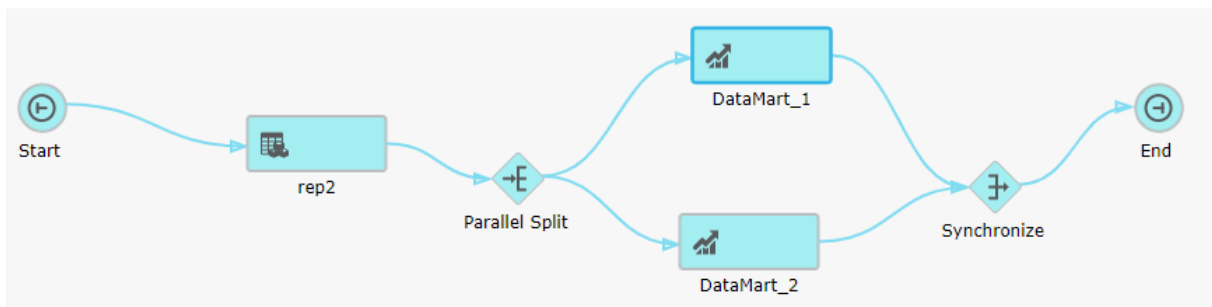 Start
rep2
Parallel Split
DataMart_1
DataMart_2
Synchronize
End